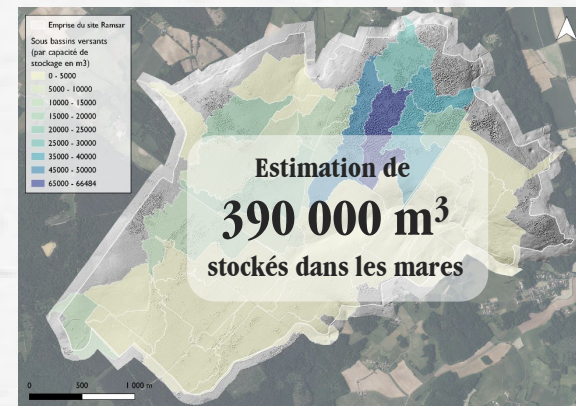 Emprise du site Ramsar
Sous bassins versants
(par capacité de
stockage en m3)
0 - 5000
5000 - 10000
10000 - 15000
15000 - 20000
20000 - 25000
25000 - 30000
35000 - 40000
45000 - 50000
65000 - 66484
Estimation de
390 000 m³
stockés dans les mares
0 500 1 000 m